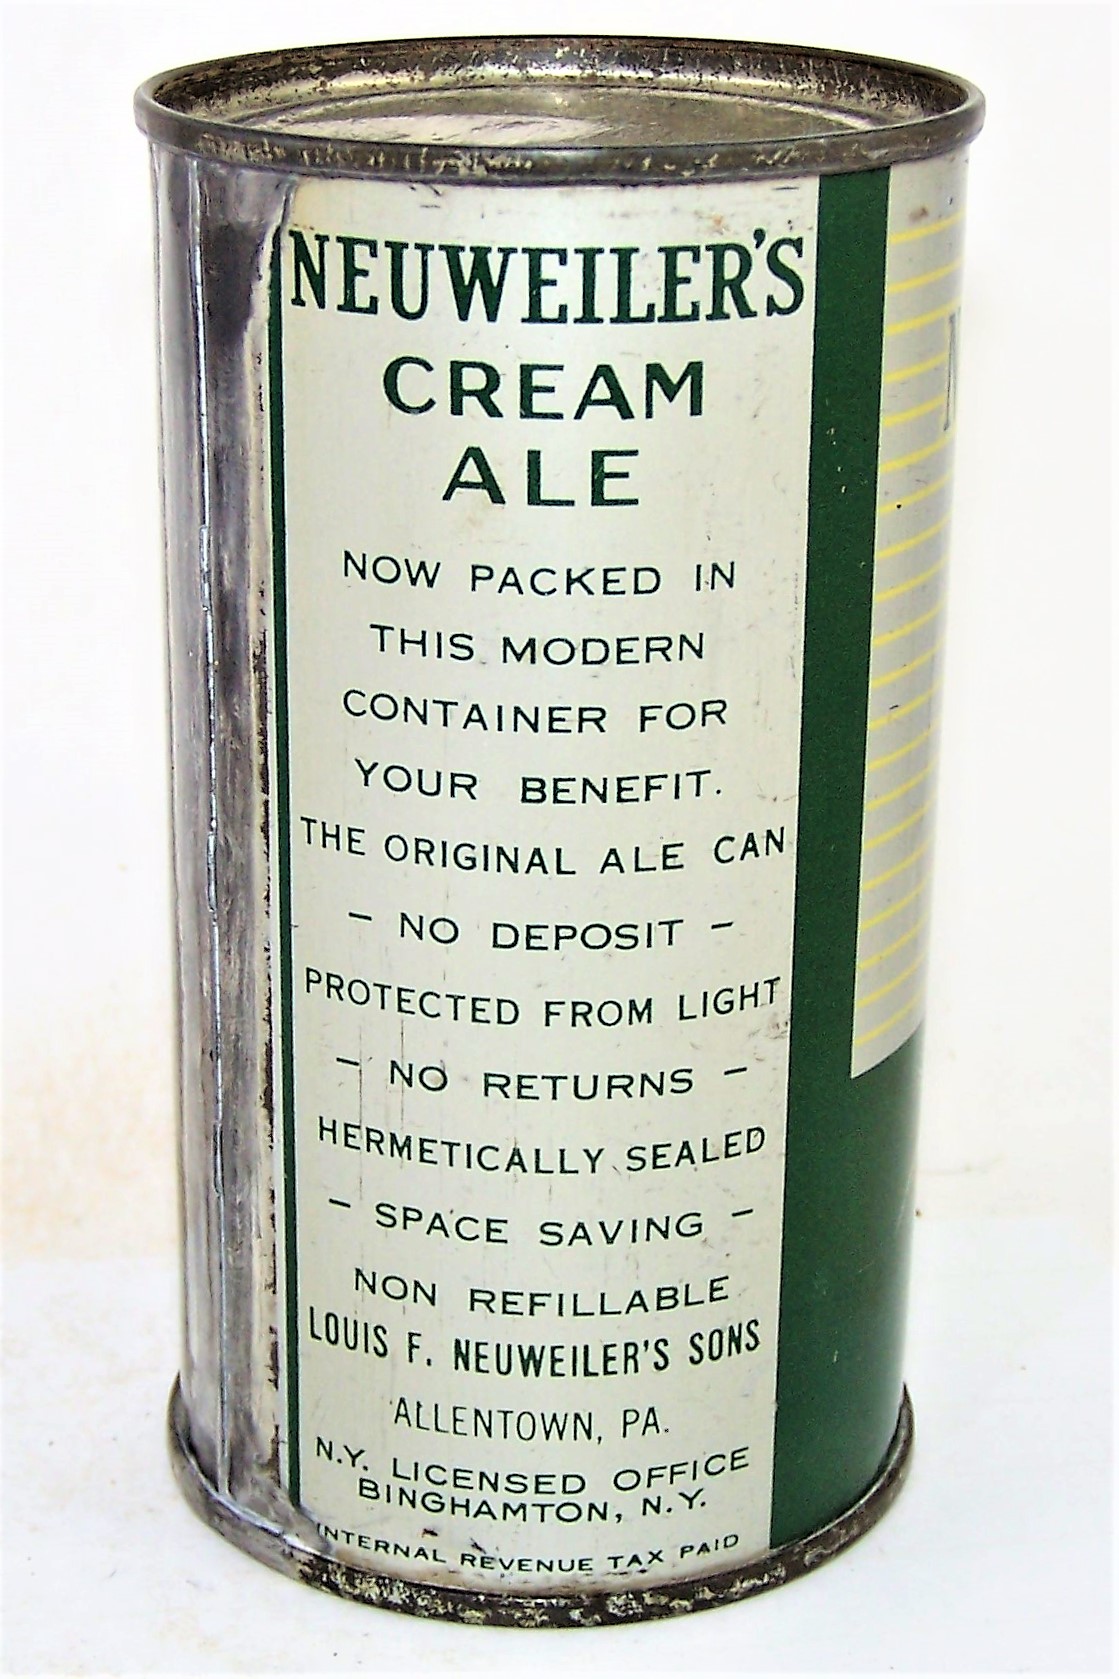 NEUWEILER'S
CREAM
ALE
NOW PACKED IN
THIS MODERN
CONTAINER FOR
YOUR BENEFIT.
THE ORIGINAL ALE CAN
- NO DEPOSIT -
PROTECTED FROM LIGHT
- NO RETURNS -
HERMETICALLY SEALED
- SPACE SAVING -
NON REFILLABLE
LOUIS F. NEUWEILER'S SONS
ALLENTOWN, PA.
N.Y. LICENSED OFFICE
BINGHAMTON, N.Y.
INTERNAL REVENUE TAX PAID